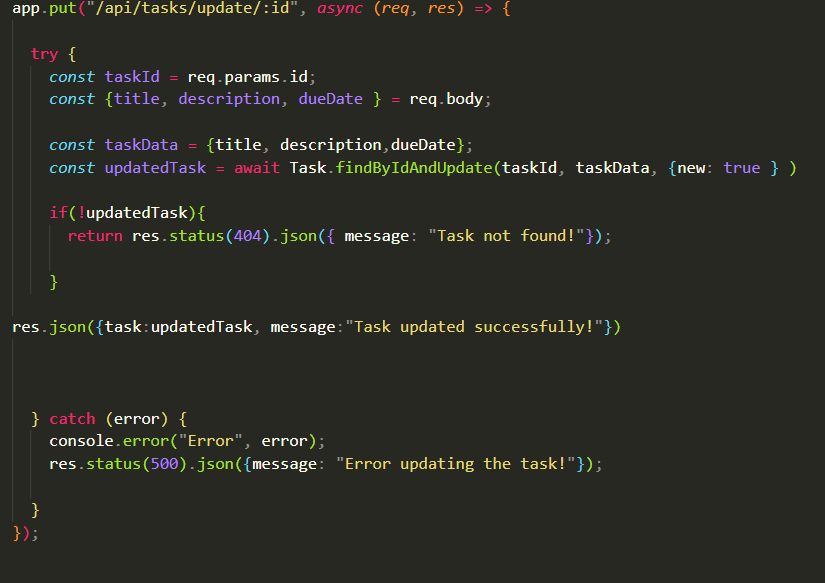 app.put("/api/tasks/update/:id", async (req, res) => {
try {
const taskId = req.params.id;
const {title, description, dueDate } = req.body;
const taskData = {title, description,dueDate};
const updatedTask = await Task.findByIdAndUpdate(taskId, taskData, {new: true } )
if(!updatedTask){
return res.status(404).json({ message: "Task not found!"});
}
res.json({task:updatedTask, message:"Task updated successfully!"})
} catch (error) {
console.error("Error", error);
res.status(500).json({message: "Error updating the task!"});
}
});